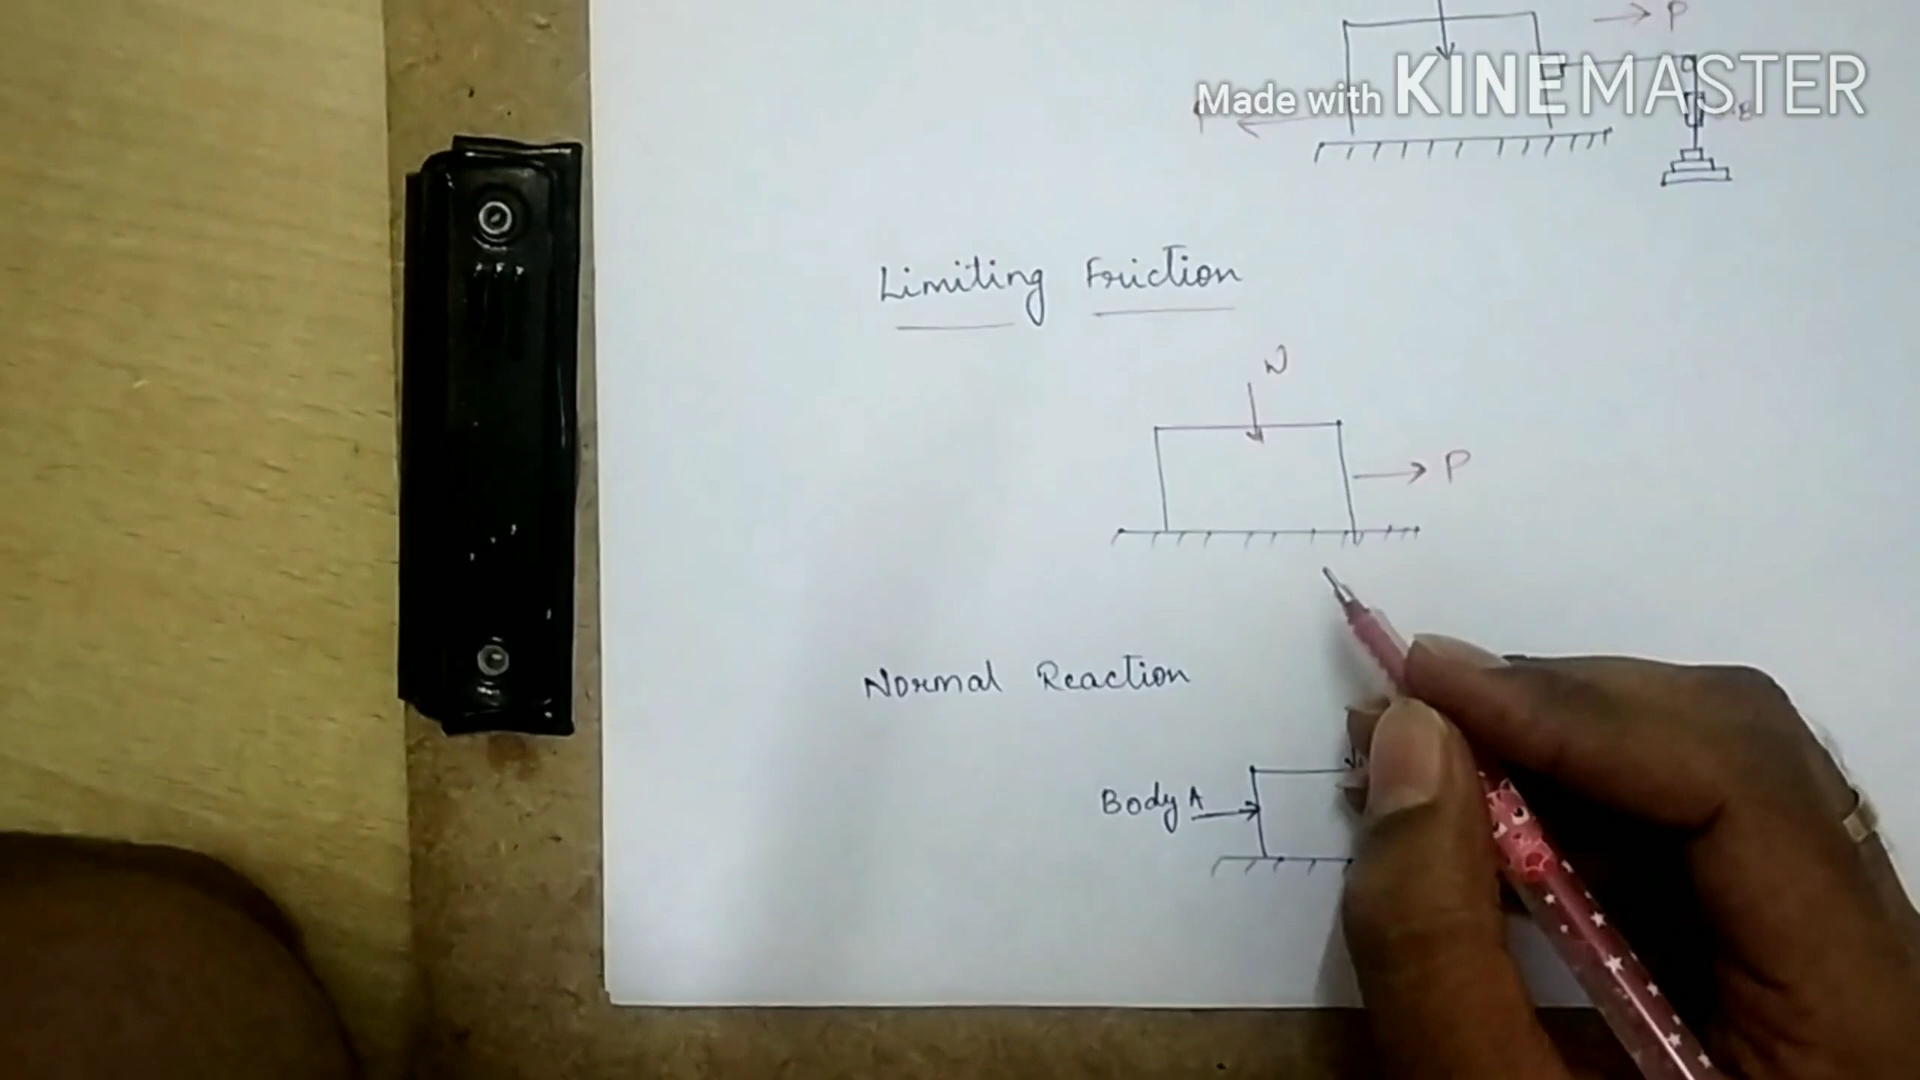 P
Made with KINEMASTER
Limiting Friction
W
P
Normal Reaction
Body A